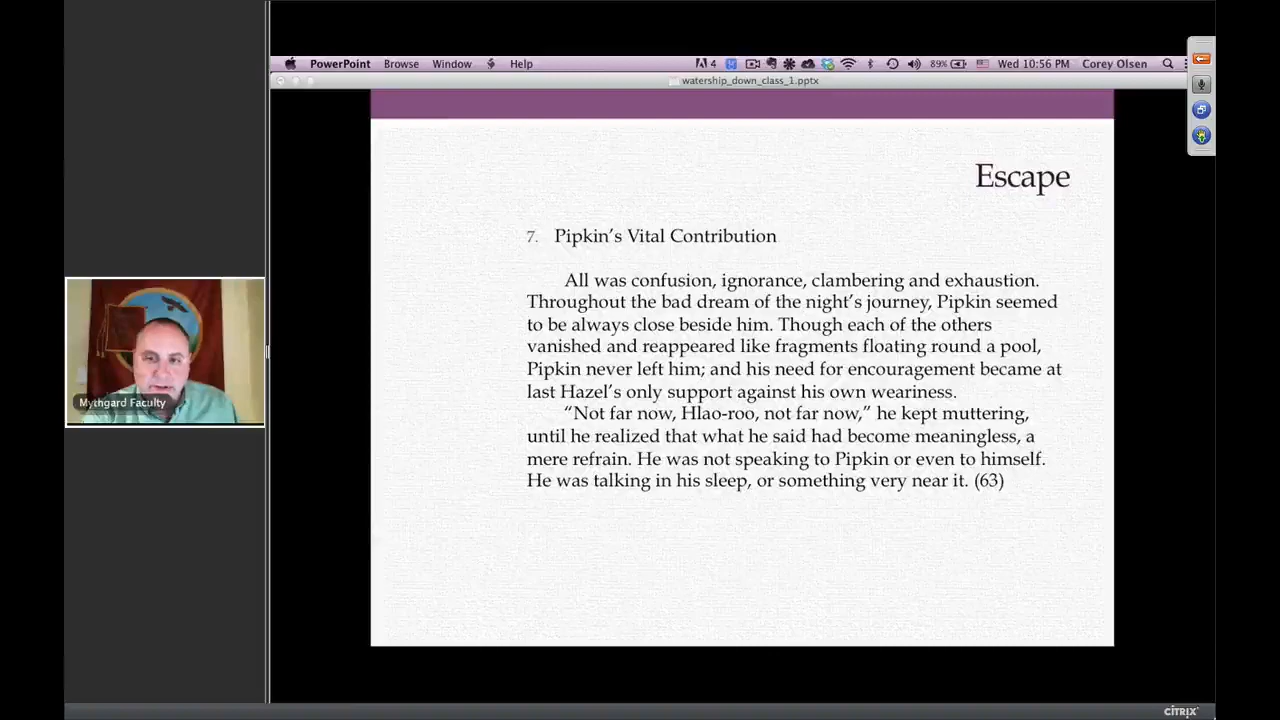 PowerPoint Browse Window Help 4 89% Wed 10:56 PM Corey Olsen
watership_down_class_1.pptx
Escape
7. Pipkin's Vital Contribution
All was confusion, ignorance, clambering and exhaustion.
Throughout the bad dream of the night's journey, Pipkin seemed
to be always close beside him. Though each of the others
vanished and reappeared like fragments floating round a pool,
Pipkin never left him; and his need for encouragement became at
last Hazel's only support against his own weariness.
"Not far now, Hlao-roo, not far now," he kept muttering,
until he realized that what he said had become meaningless, a
mere refrain. He was not speaking to Pipkin or even to himself.
He was talking in his sleep, or something very near it. (63)
Mythgard Faculty
CITRIX